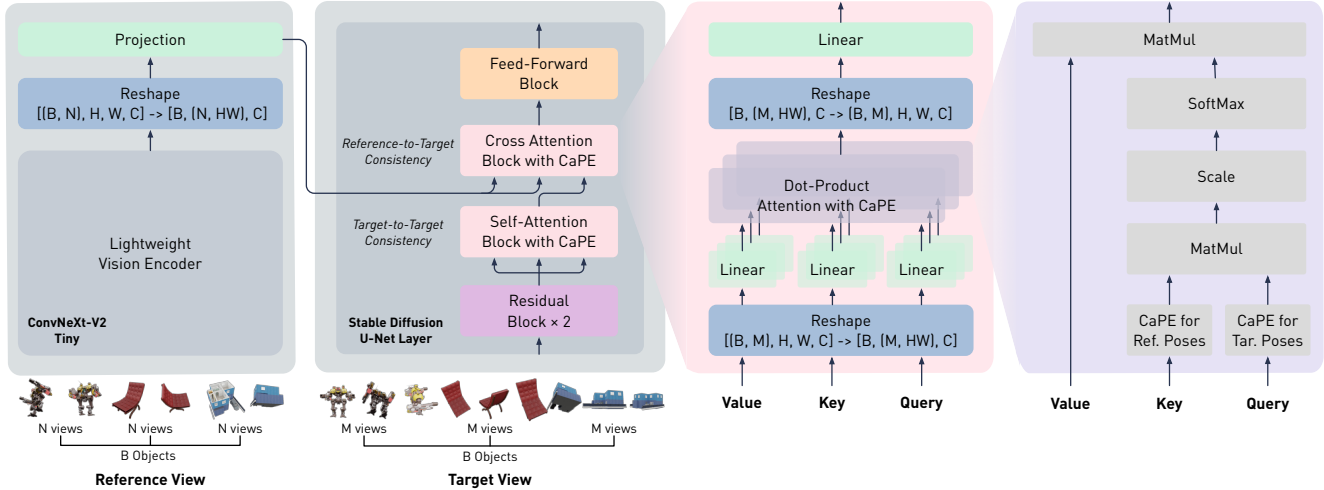 Projection
Reshape
[(B, N), H, W, C] -> [B, (N, HW), C]
Lightweight
Vision Encoder
ConvNeXt-V2
Tiny
N views
N views
N views
B Objects
Reference View
Feed-Forward
Block
Reference-to-Target
Consistency
Cross Attention
Block with CaPE
Target-to-Target
Consistency
Self-Attention
Block with CaPE
Residual
Block × 2
Stable Diffusion
U-Net Layer
M views
M views
M views
B Objects
Target View
Linear
Reshape
[B, (M, HW), C -> (B, M), H, W, C]
Dot-Product
Attention with CaPE
Linear
Linear
Linear
Reshape
[(B, M), H, W, C] -> [B, (M, HW), C]
Value
Key
Query
MatMul
SoftMax
Scale
MatMul
CaPE for
Ref. Poses
CaPE for
Tar. Poses
Value
Key
Query